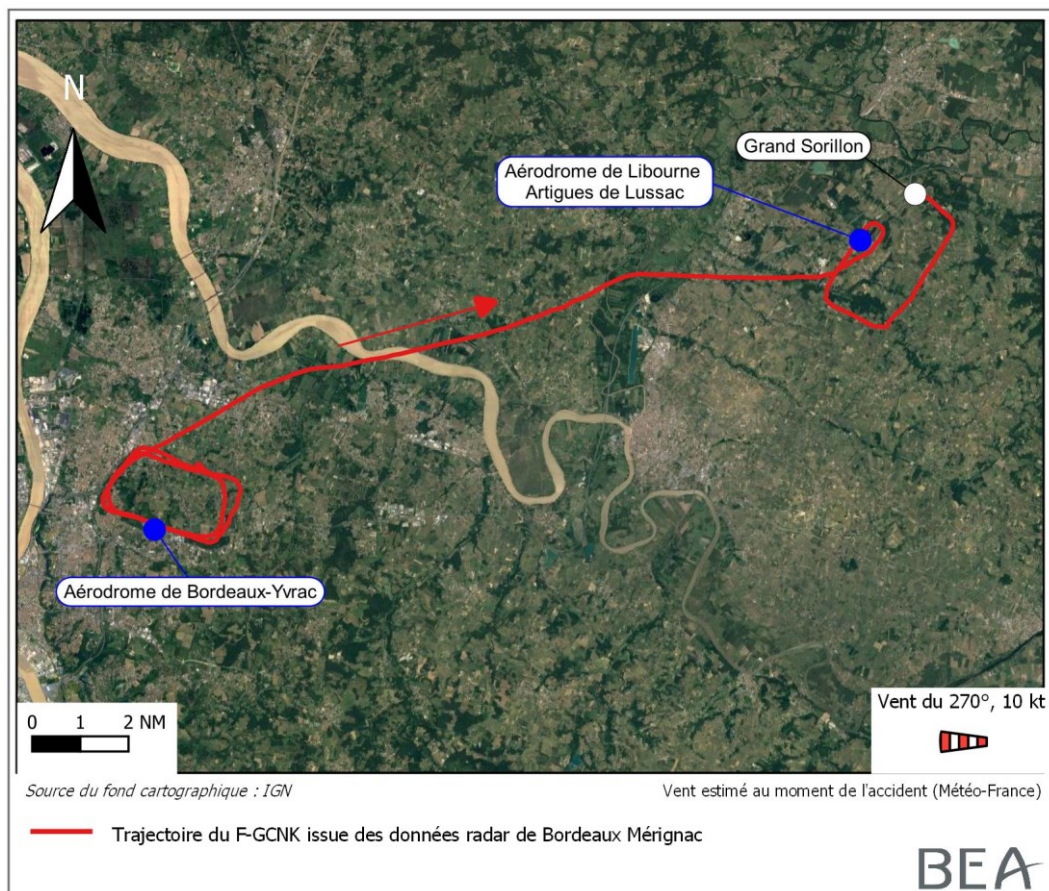 N
Grand Sorillon
Aérodrome de Libourne
Artigues de Lussac
Aérodrome de Bordeaux-Yvrac
0 1 2 NM
Vent du 270°, 10 kt
Source du fond cartographique : IGN
Vent estimé au moment de l'accident (Météo-France)
Trajectoire du F-GCNK issue des données radar de Bordeaux Mérignac
BEA